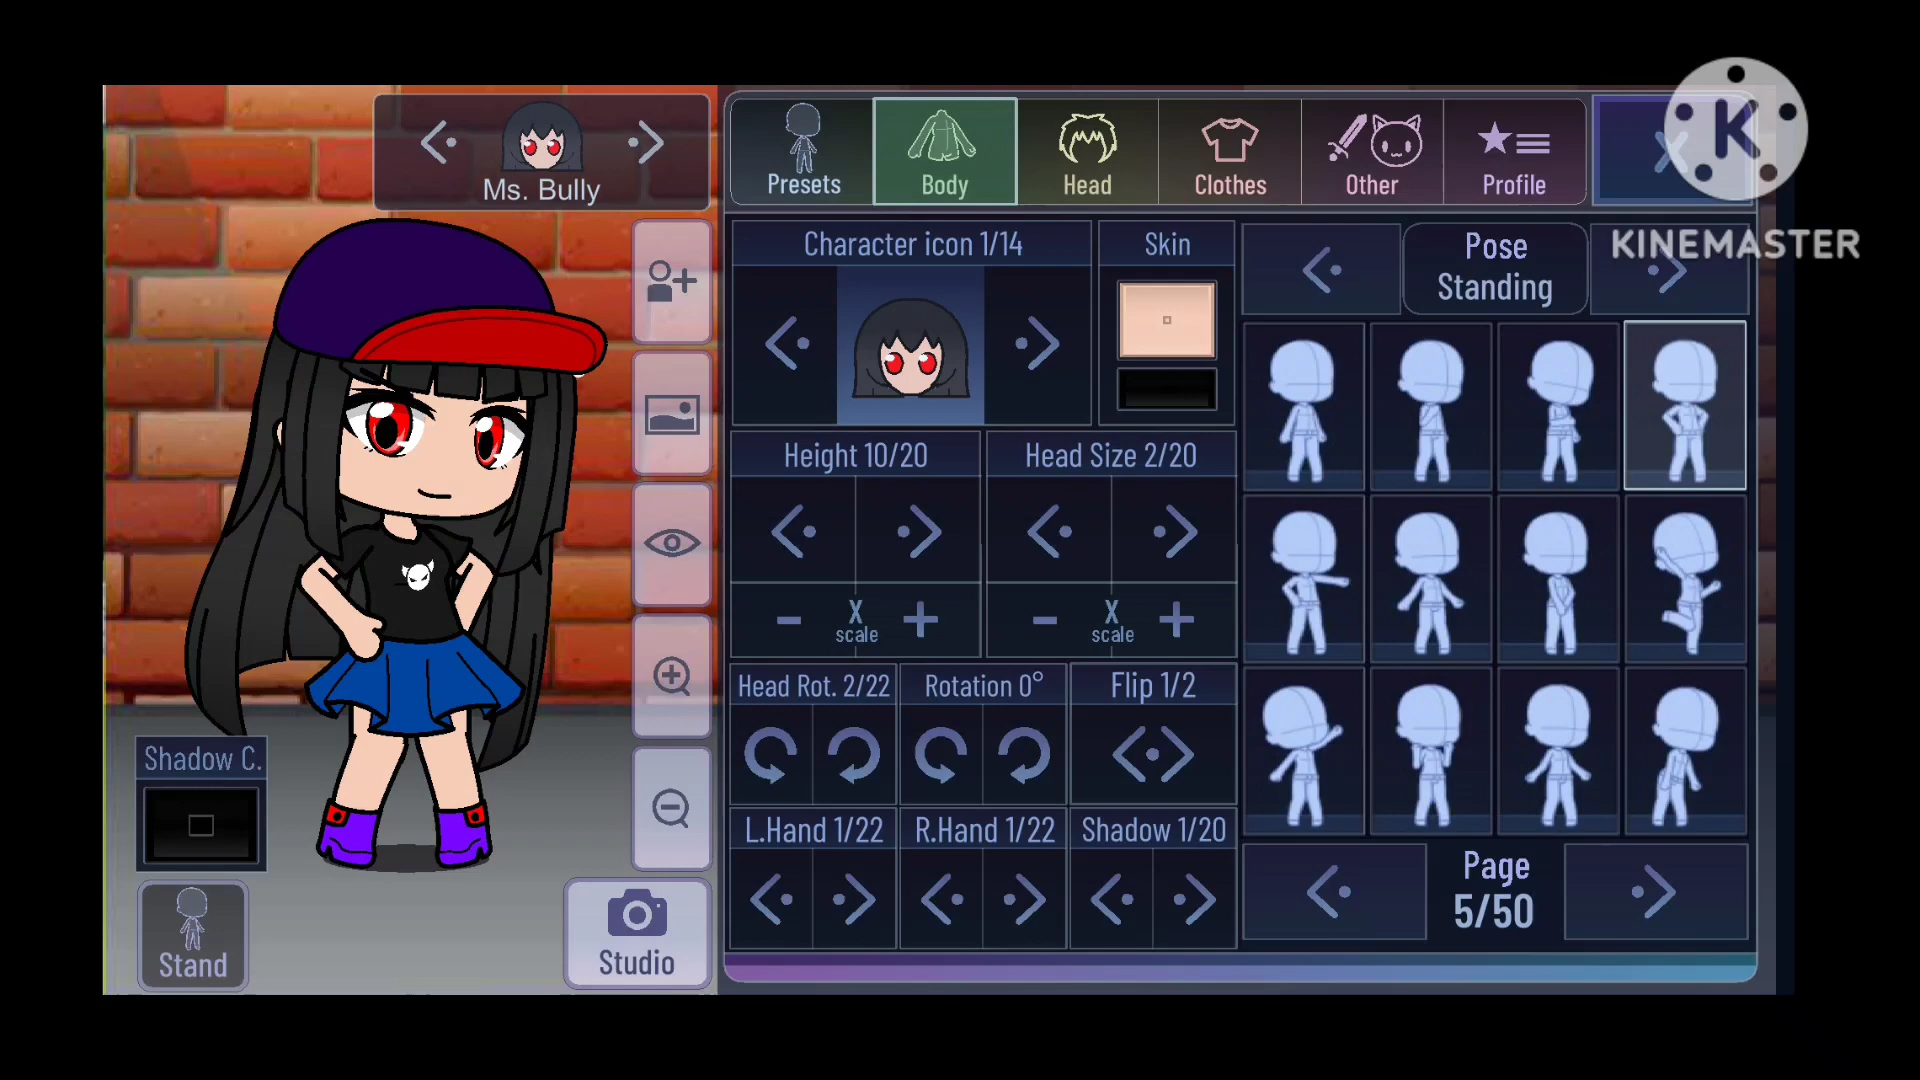 Ms. Bully
Presets
Body
Head
Clothes
Other
Profile
X
K
KINEMASTER
Character icon 1/14
Skin
Pose
Standing
Height 10/20
Head Size 2/20
X
scale
X
scale
Head Rot. 2/22
Rotation 0°
Flip 1/2
Shadow C.
L.Hand 1/22
R.Hand 1/22
Shadow 1/20
Page
5/50
Stand
Studio